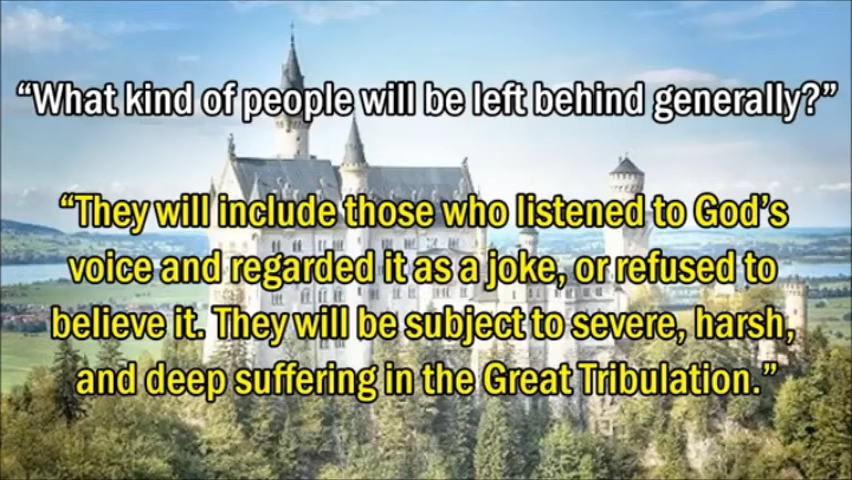 “What kind of people will be left behind generally?”
“They will include those who listened to God’s
voice and regarded it as a joke, or refused to
believe it. They will be subject to severe, harsh,
and deep suffering in the Great Tribulation.”